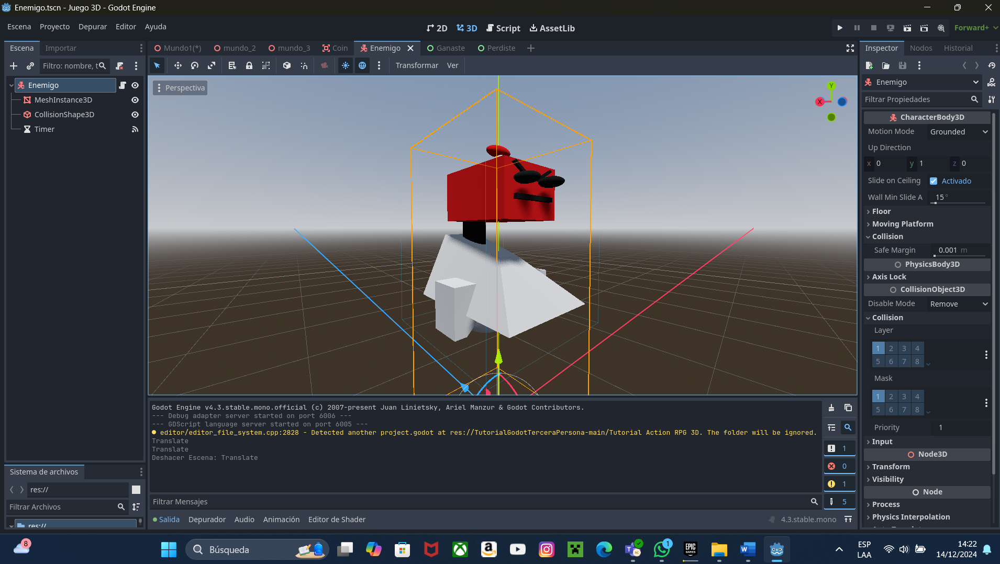 Enemigo.tscn - Juego 3D - Godot Engine
Escena Proyecto Depurar Editor Ayuda
2D 3D Script AssetLib
Forward+
Escena Importar
Mundo1(*) mundo_2 mundo_3 Coin Enemigo Ganaste Perdiste
Inspector Nodos Historial
Filtro: nombre, t
Transformar Ver
Enemigo
MeshInstance3D
CollisionShape3D
Timer
Perspectiva
Y
X
Enemigo
Filtrar Propiedades
CharacterBody3D
Motion Mode Grounded
Up Direction
x 0 y 1 z 0
Slide on Ceiling Activado
Wall Min Slide A 15 °
Floor
Moving Platform
Collision
Safe Margin 0.001 m
PhysicsBody3D
Axis Lock
CollisionObject3D
Disable Mode Remove
Collision
Layer
1 2 3 4
5 6 7 8
Mask
1 2 3 4
5 6 7 8
Priority 1
Input
Node3D
Transform
Visibility
Node
Process
Physics Interpolation
Godot Engine v4.3.stable.mono.official (c) 2007-present Juan Linietsky, Ariel Manzur & Godot Contributors.
--- Debug adapter server started on port 6006 ---
--- GDScript language server started on port 6005 ---
editor/editor_file_system.cpp:2828 - Detected another project.godot at res://TutorialGodotTerceraPersona-main/Tutorial Action RPG 3D. The folder will be ignored.
Translate
Translate
Deshacer Escena: Translate
1
0
1
5
Filtrar Mensajes
Salida Depurador Audio Animación Editor de Shader
4.3.stable.mono
Sistema de archivos
res://
Filtrar Archivos
res://
8
Búsqueda
a
AC
1
EPIC
GAMES
W
ESP
LAA
14:22
14/12/2024